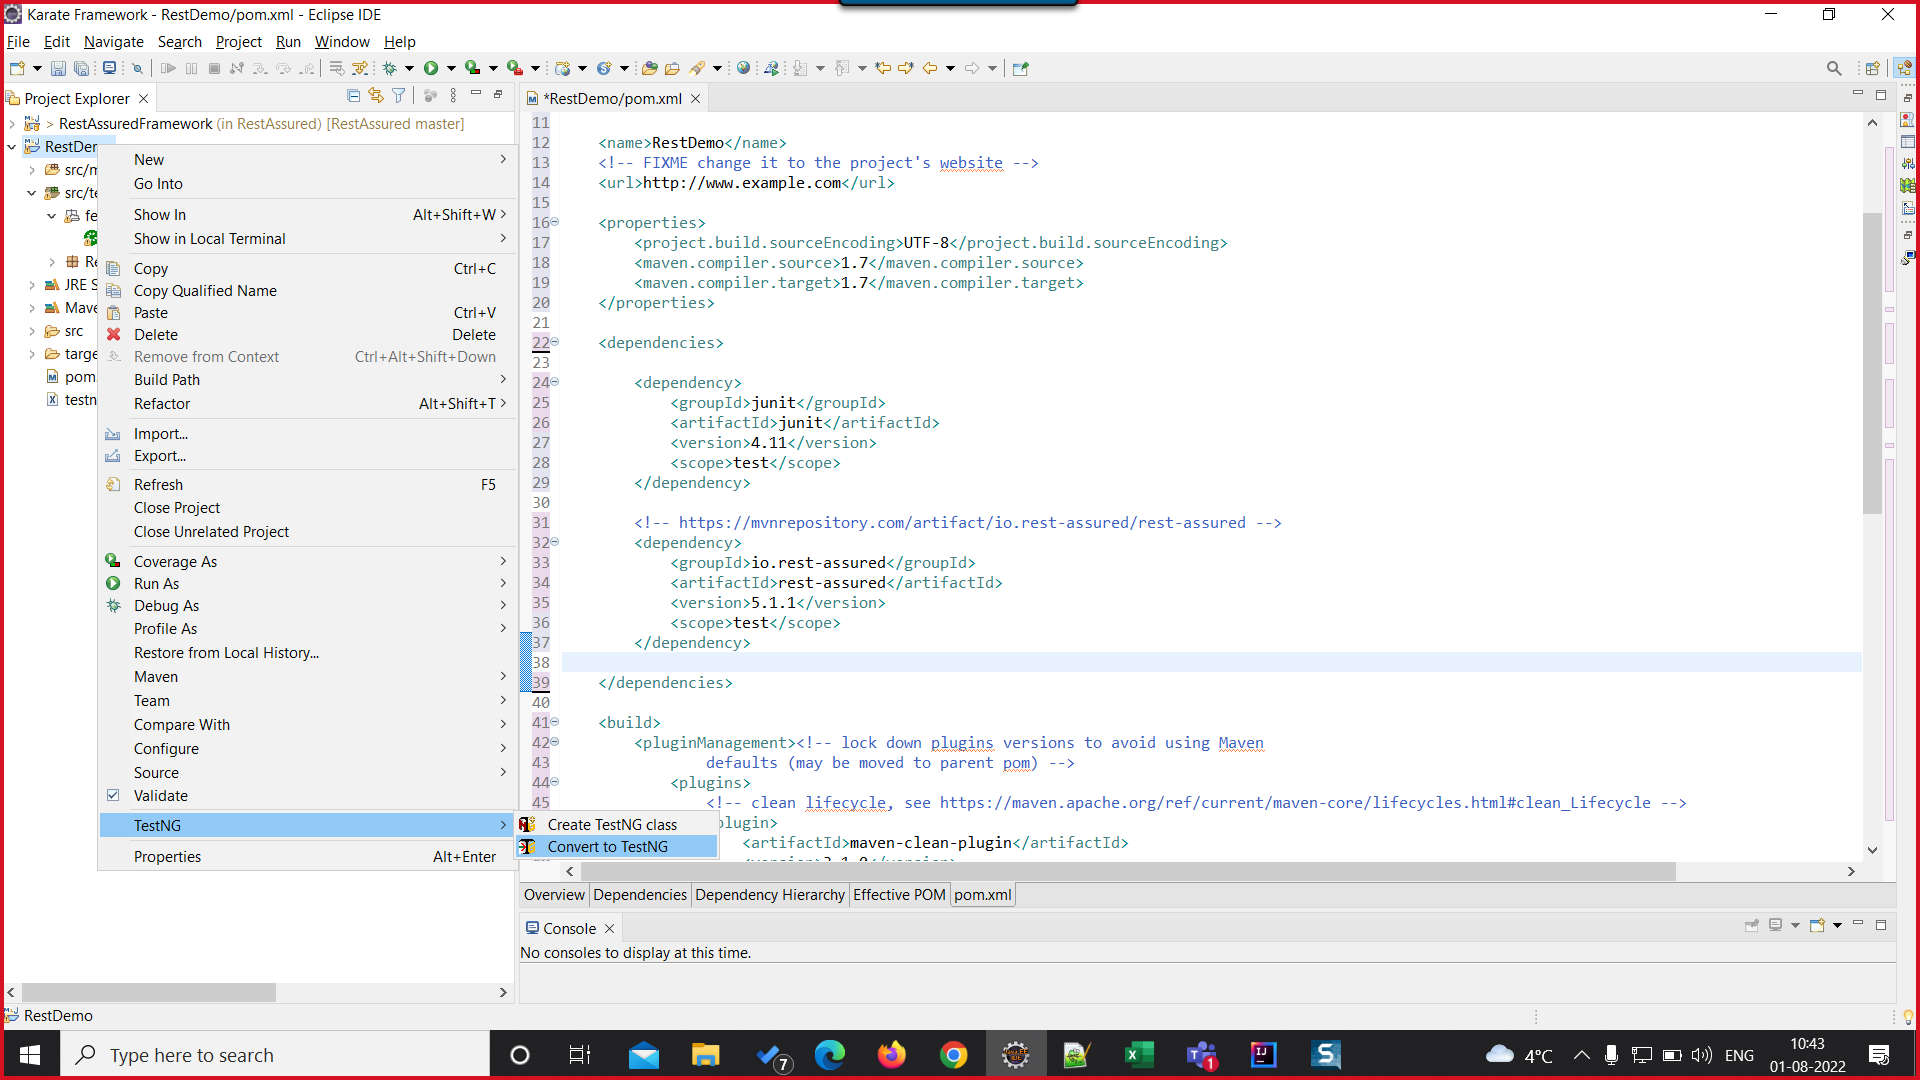 Karate Framework - RestDemo/pom.xml - Eclipse IDE
File Edit Navigate Search Project Run Window Help
Project Explorer
*RestDemo/pom.xml
> RestAssuredFramework (in RestAssured) [RestAssured master]
RestDem
src/m
src/te
fe
Re
JRE S
Mave
src
targe
pom.
testn
New
Go Into
Show In Alt+Shift+W
Show in Local Terminal
Copy Ctrl+C
Copy Qualified Name
Paste Ctrl+V
Delete Delete
Remove from Context Ctrl+Alt+Shift+Down
Build Path
Refactor Alt+Shift+T
Import...
Export...
Refresh F5
Close Project
Close Unrelated Project
Coverage As
Run As
Debug As
Profile As
Restore from Local History...
Maven
Team
Compare With
Configure
Source
Validate
TestNG
Properties Alt+Enter
Create TestNG class
Convert to TestNG
11
12 <name>RestDemo</name>
13 <!-- FIXME change it to the project's website -->
14 <url>http://www.example.com</url>
15
16 <properties>
17 <project.build.sourceEncoding>UTF-8</project.build.sourceEncoding>
18 <maven.compiler.source>1.7</maven.compiler.source>
19 <maven.compiler.target>1.7</maven.compiler.target>
20 </properties>
21
22 <dependencies>
23
24 <dependency>
25 <groupId>junit</groupId>
26 <artifactId>junit</artifactId>
27 <version>4.11</version>
28 <scope>test</scope>
29 </dependency>
30
31 <!-- https://mvnrepository.com/artifact/io.rest-assured/rest-assured -->
32 <dependency>
33 <groupId>io.rest-assured</groupId>
34 <artifactId>rest-assured</artifactId>
35 <version>5.1.1</version>
36 <scope>test</scope>
37 </dependency>
38
39 </dependencies>
40
41 <build>
42 <pluginManagement><!-- lock down plugins versions to avoid using Maven
43 defaults (may be moved to parent pom) -->
44 <plugins>
45 <!-- clean lifecycle, see https://maven.apache.org/ref/current/maven-core/lifecycles.html#clean_Lifecycle -->
plugin>
<artifactId>maven-clean-plugin</artifactId>
Overview Dependencies Dependency Hierarchy Effective POM pom.xml
Console
No consoles to display at this time.
RestDemo
Type here to search
7
1
4°C
ENG
10:43
01-08-2022